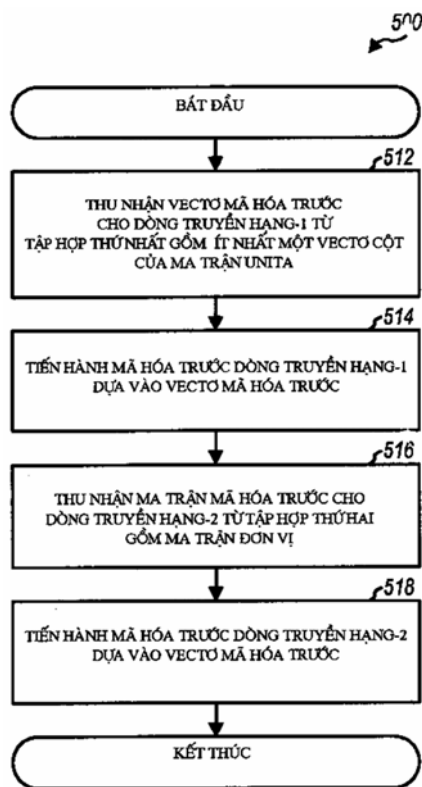 500
BẮT ĐẦU
512
THU NHẬN VECTƠ MÃ HÓA TRƯỚC
CHO DÒNG TRUYỀN HẠNG-1 TỪ
TẬP HỢP THỨ NHẤT GỒM ÍT NHẤT MỘT VECTƠ CỘT
CỦA MA TRẬN UNITA
514
TIẾN HÀNH MÃ HÓA TRƯỚC DÒNG TRUYỀN HẠNG-1
DỰA VÀO VECTƠ MÃ HÓA TRƯỚC
516
THU NHẬN MA TRẬN MÃ HÓA TRƯỚC CHO
DÒNG TRUYỀN HẠNG-2 TỪ TẬP HỢP THỨ HAI
GỒM MA TRẬN ĐƠN VỊ
518
TIẾN HÀNH MÃ HÓA TRƯỚC DÒNG TRUYỀN HẠNG-2
DỰA VÀO VECTƠ MÃ HÓA TRƯỚC
KẾT THÚC